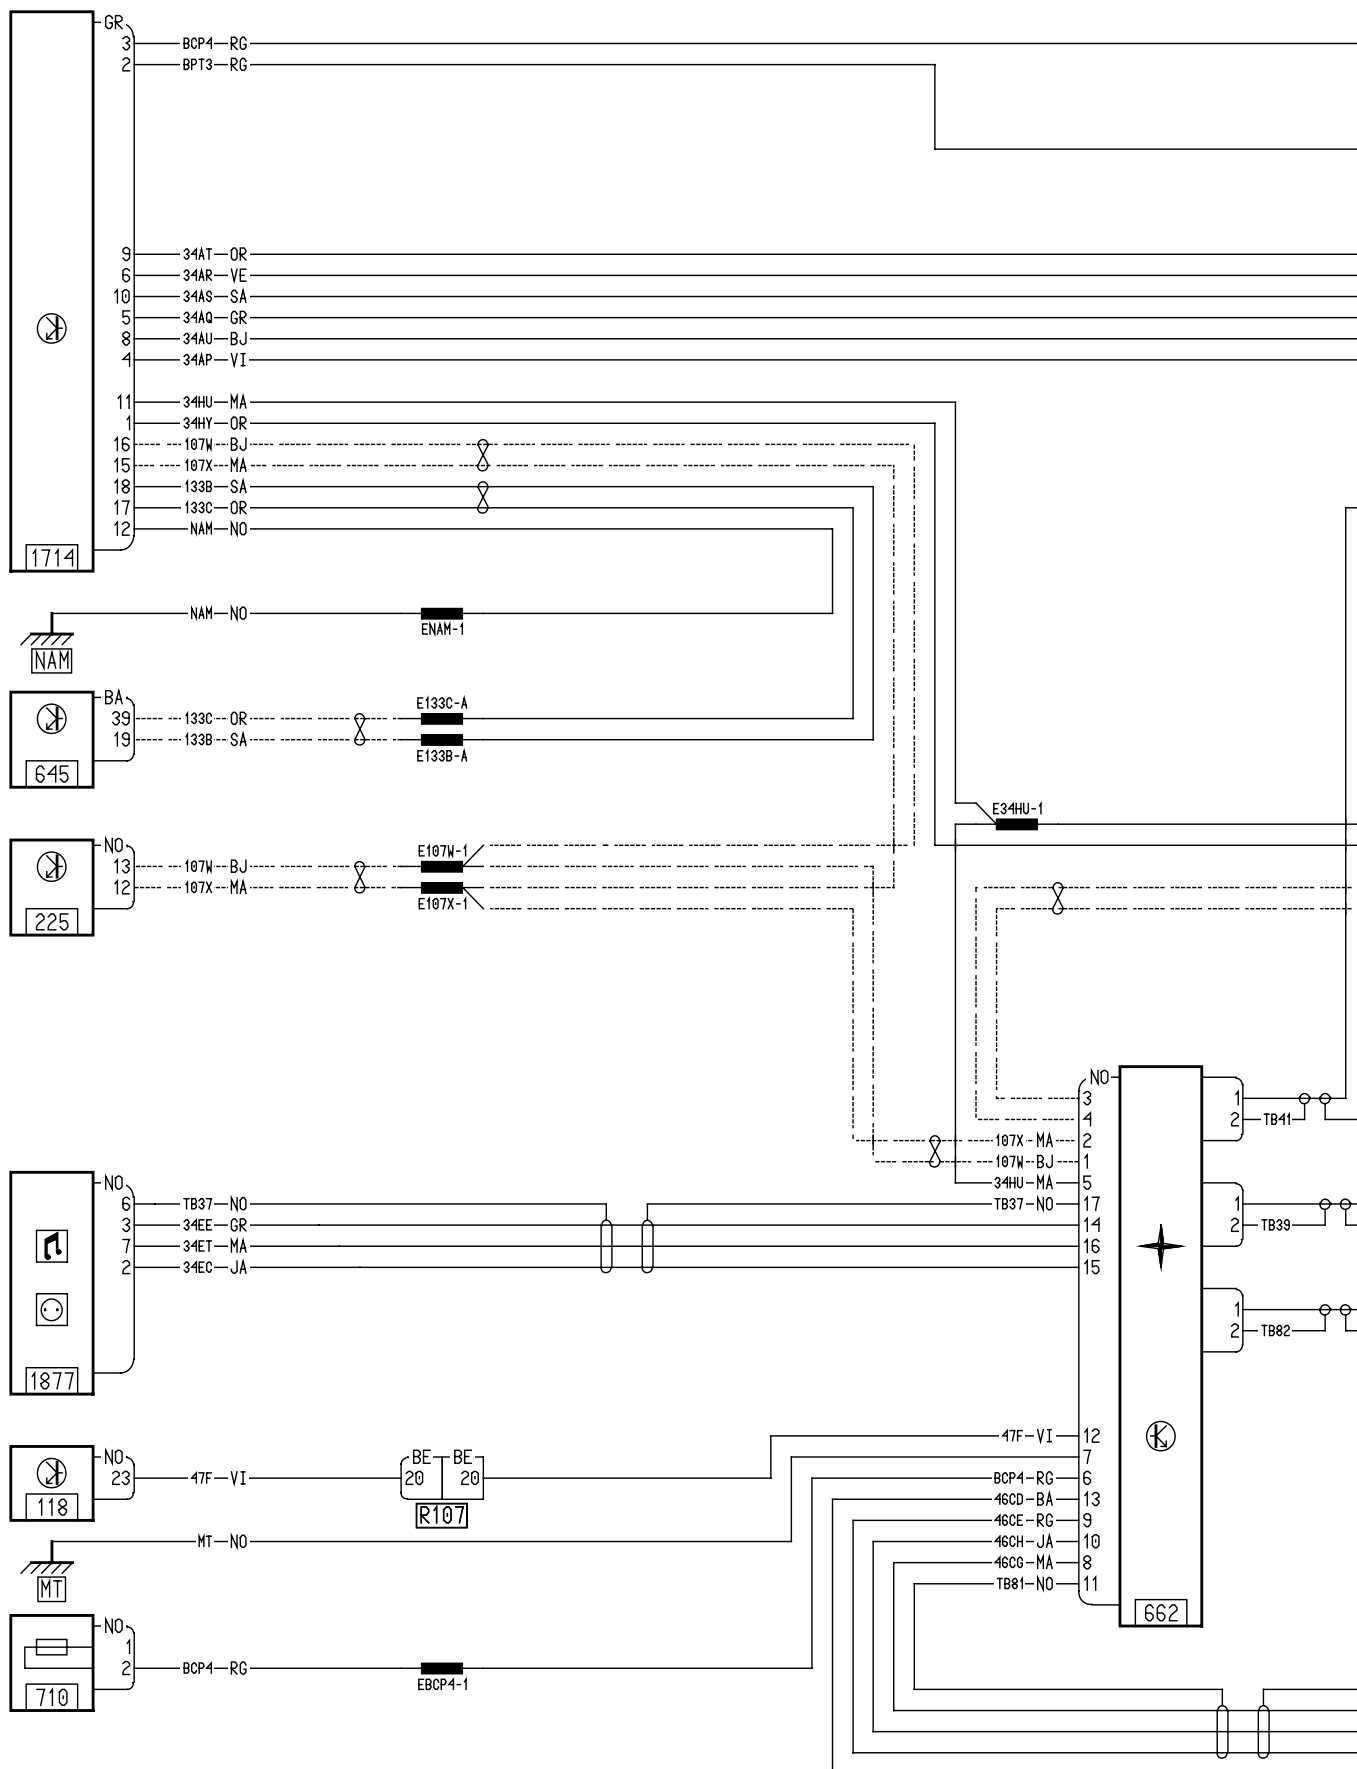 GR
3 BCP4 RG
2 BPT3 RG
9 34AT OR
6 34AR VE
10 34AS SA
5 34AQ GR
8 34AU BJ
4 34AP VI
11 34HU MA
1 34HY OR
16 107W BJ
15 107X MA
18 133B SA
17 133C OR
12 NAM NO
1714
NAM NO
ENAM-1
NAM
BA
E133C-A
39 133C OR
19 133B SA
E133B-A
645
E34HU-1
NO
E107W-1
13 107W BJ
12 107X MA
E107X-1
225
NO
3
4
107X MA 2
107W BJ 1
34HU MA 5
TB37 NO 17
14
16
15
1
2 TB41
1
2 TB39
1
2 TB82
NO
6 TB37 NO
3 34EE GR
7 34ET MA
2 34EC JA
1877
47F VI 12
7
BCP4 RG 6
46CD BA 13
46CE RG 9
46CH JA 10
46CG MA 8
TB81 NO 11
662
NO
23 47F VI
BE BE
20 20
R107
118
MT NO
MT
NO
1
2 BCP4 RG
EBCP4-1
710